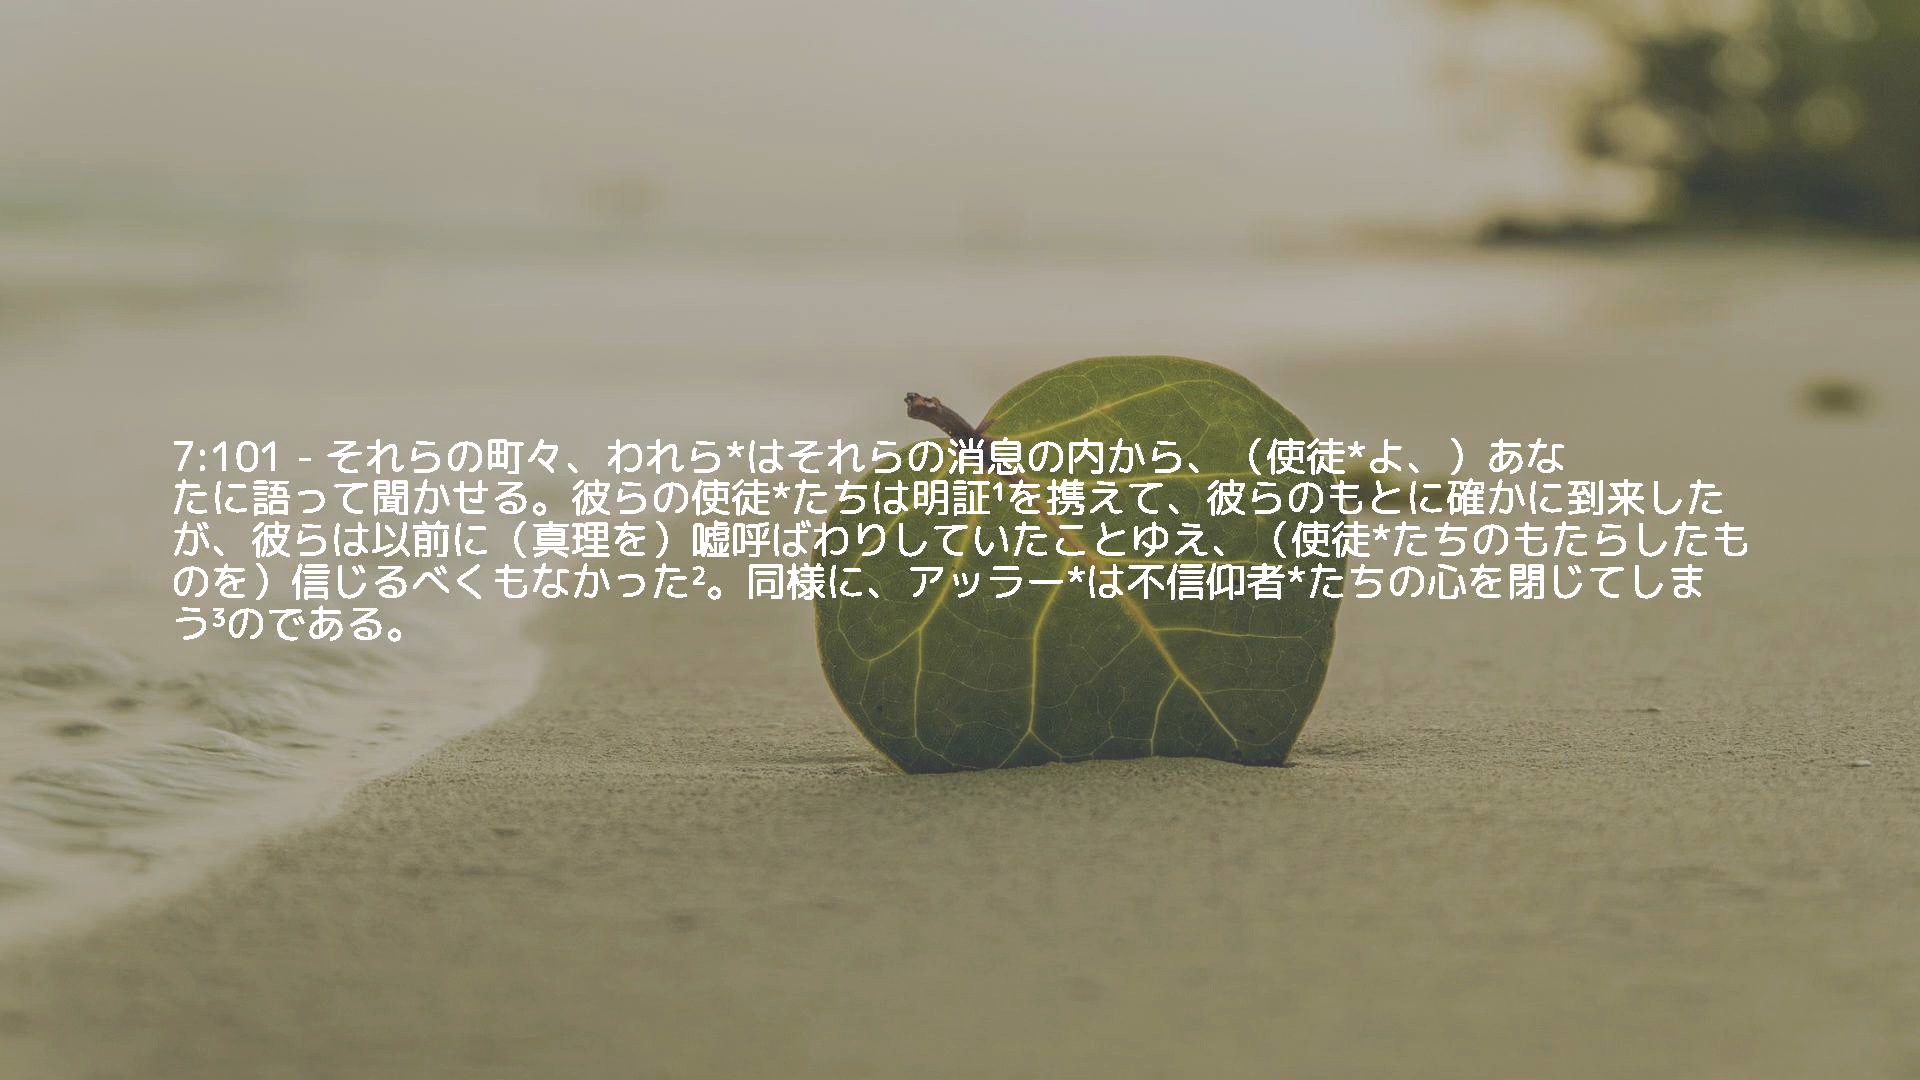 7:101 - それらの町々、われら*はそれらの消息の内から、（使徒*よ、）あな
たに語って聞かせる。彼らの使徒*たちは明証¹を携えて、彼らのもとに確かに到来した
が、彼らは以前に（真理を）嘘呼ばわりしていたことゆえ、（使徒*たちのもたらしたも
のを）信じるべくもなかった²。同様に、アッラー*は不信仰者*たちの心を閉じてしま
う³のである。